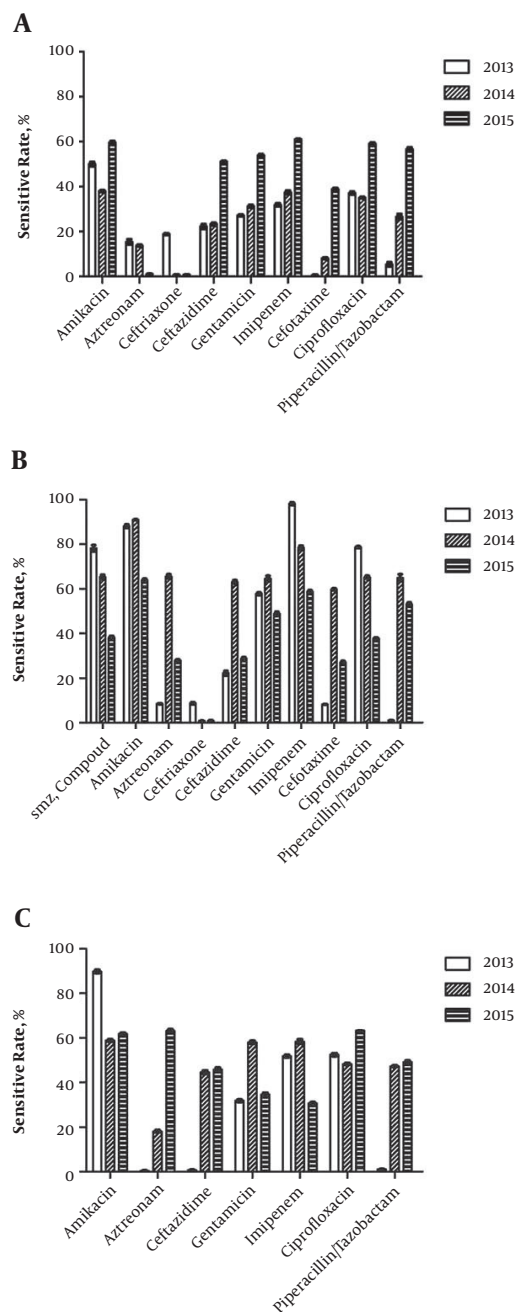 A
Sensitive Rate, %
100
80
60
40
20
0
2013
2014
2015
Amikacin
Aztreonam
Ceftriaxone
Ceftazidime
Gentamicin
Imipenem
Cefotaxime
Ciprofloxacin
Piperacillin/Tazobactam
B
Sensitive Rate, %
100
80
60
40
20
0
2013
2014
2015
smz, Compoud
Amikacin
Aztreonam
Ceftriaxone
Ceftazidime
Gentamicin
Imipenem
Cefotaxime
Ciprofloxacin
Piperacillin/Tazobactam
C
Sensitive Rate, %
100
80
60
40
20
0
2013
2014
2015
Amikacin
Aztreonam
Ceftazidime
Gentamicin
Imipenem
Ciprofloxacin
Piperacillin/Tazobactam